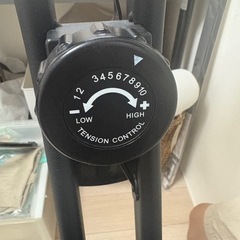 12 345678910
- +
LOW HIGH
TENSION CONTROL